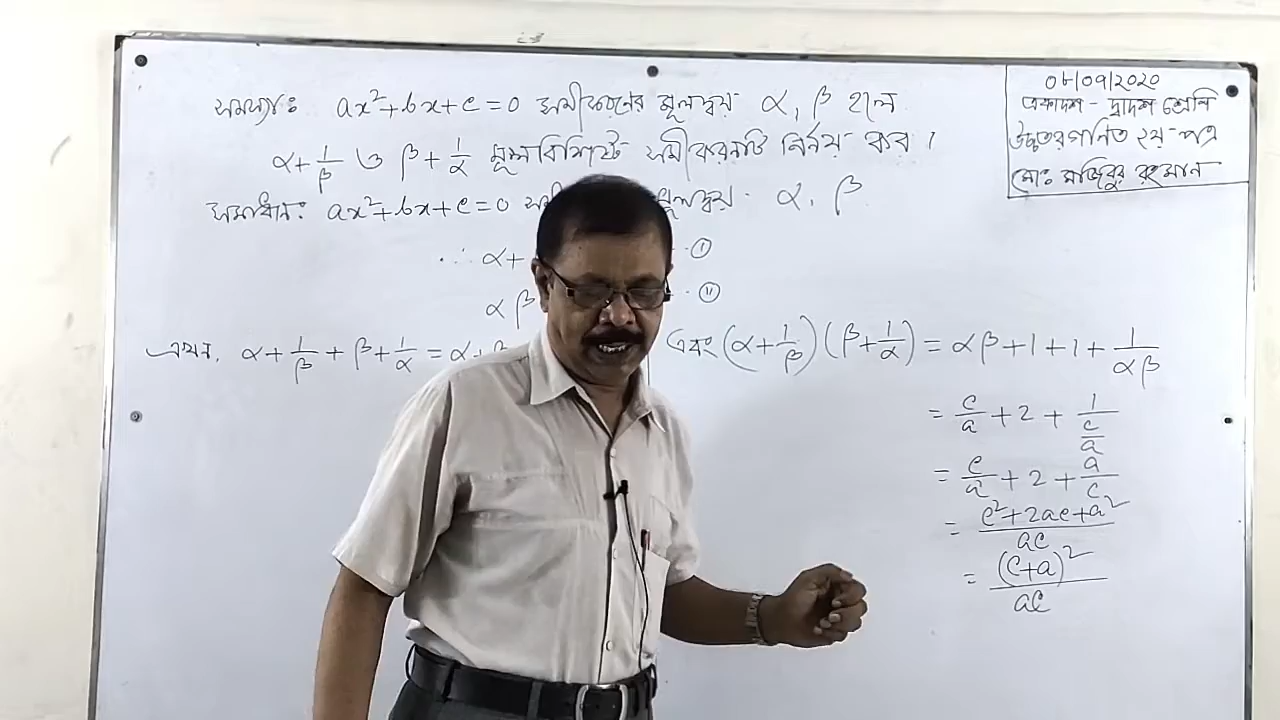 সমস্যাঃ ax²+bx+c=0 সমীকরণের মূলদ্বয় α, β হলে
α+1/β ও β+1/α মূলবিশিষ্ট সমীকরণটি নির্ণয় কর।
০৮/০৭/২০২০
একাদশ - দ্বাদশ শ্রেণি
উচ্চতর গণিত ২য়-পত্র
মোঃ মজিবুর রহমান
সমাধানঃ ax²+bx+c=0 মূলদ্বয় α, β
∴ α+ ①
αβ ⑪
এখন, α+1/β+β+1/α=α+β
এবং (α+1/β)(β+1/α)=αβ+1+1+1/αβ
= c/a+2+1/(c/a)
= c/a+2+a/c
= (c²+2ac+a²)/ac
= (c+a)²/ac